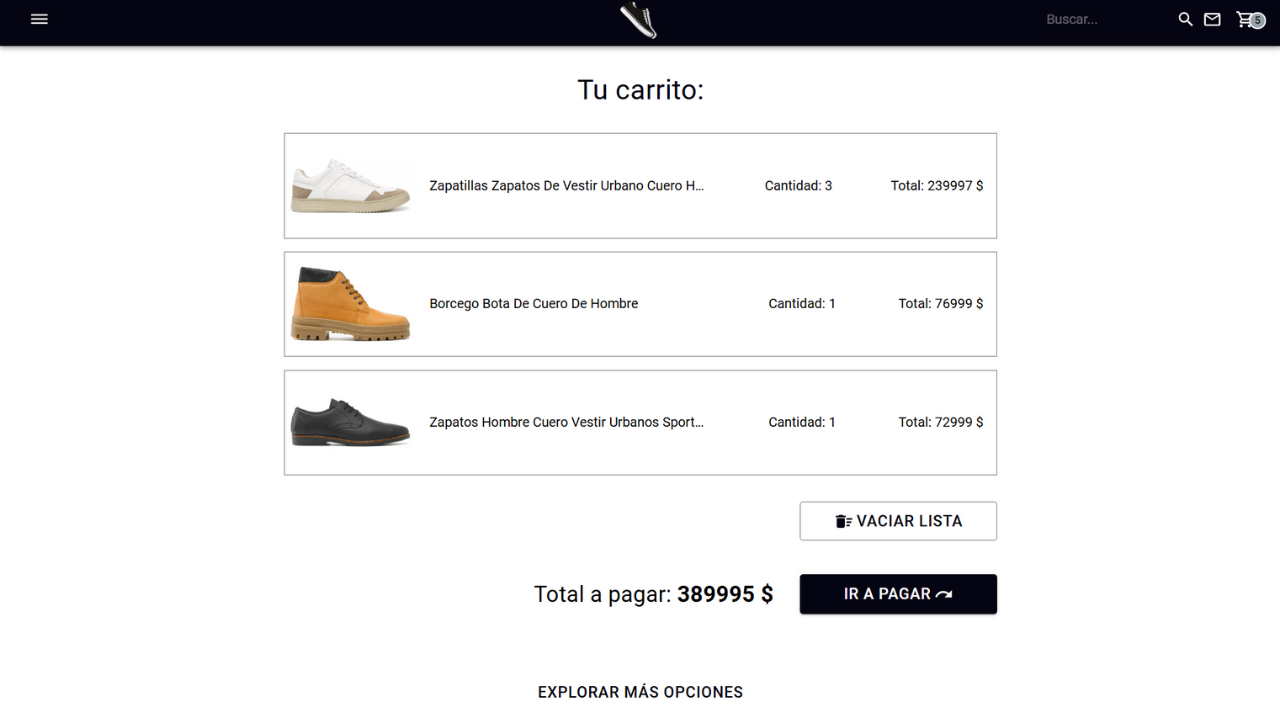 Buscar...
5
Tu carrito:
Zapatillas Zapatos De Vestir Urbano Cuero H... Cantidad: 3 Total: 239997 $
Borcego Bota De Cuero De Hombre Cantidad: 1 Total: 76999 $
Zapatos Hombre Cuero Vestir Urbanos Sport... Cantidad: 1 Total: 72999 $
VACIAR LISTA
Total a pagar: 389995 $ IR A PAGAR
EXPLORAR MÁS OPCIONES